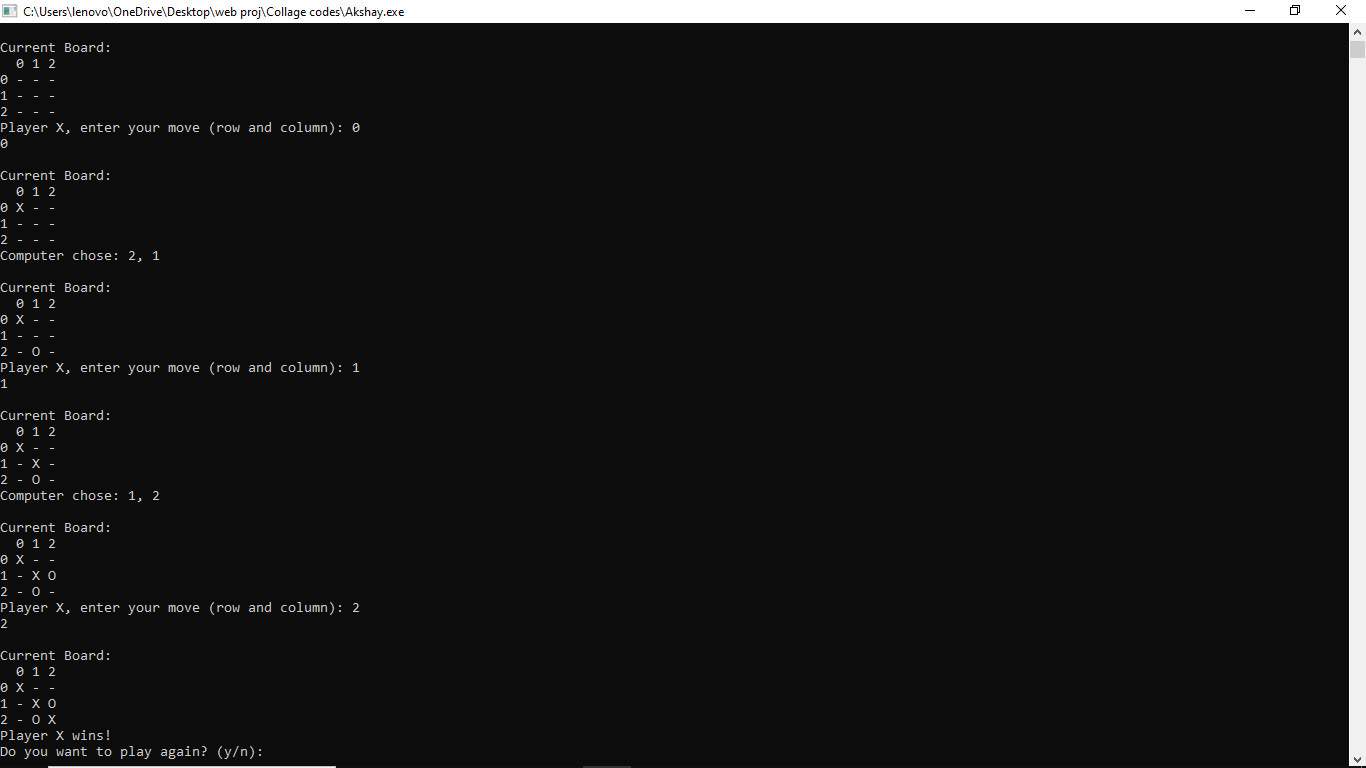 C:\Users\lenovo\OneDrive\Desktop\web proj\Collage codes\Akshay.exe
Current Board:
  0 1 2
0 - - -
1 - - -
2 - - -
Player X, enter your move (row and column): 0
0
Current Board:
  0 1 2
0 X - -
1 - - -
2 - - -
Computer chose: 2, 1
Current Board:
  0 1 2
0 X - -
1 - - -
2 - O -
Player X, enter your move (row and column): 1
1
Current Board:
  0 1 2
0 X - -
1 - X -
2 - O -
Computer chose: 1, 2
Current Board:
  0 1 2
0 X - -
1 - X O
2 - O -
Player X, enter your move (row and column): 2
2
Current Board:
  0 1 2
0 X - -
1 - X O
2 - O X
Player X wins!
Do you want to play again? (y/n):